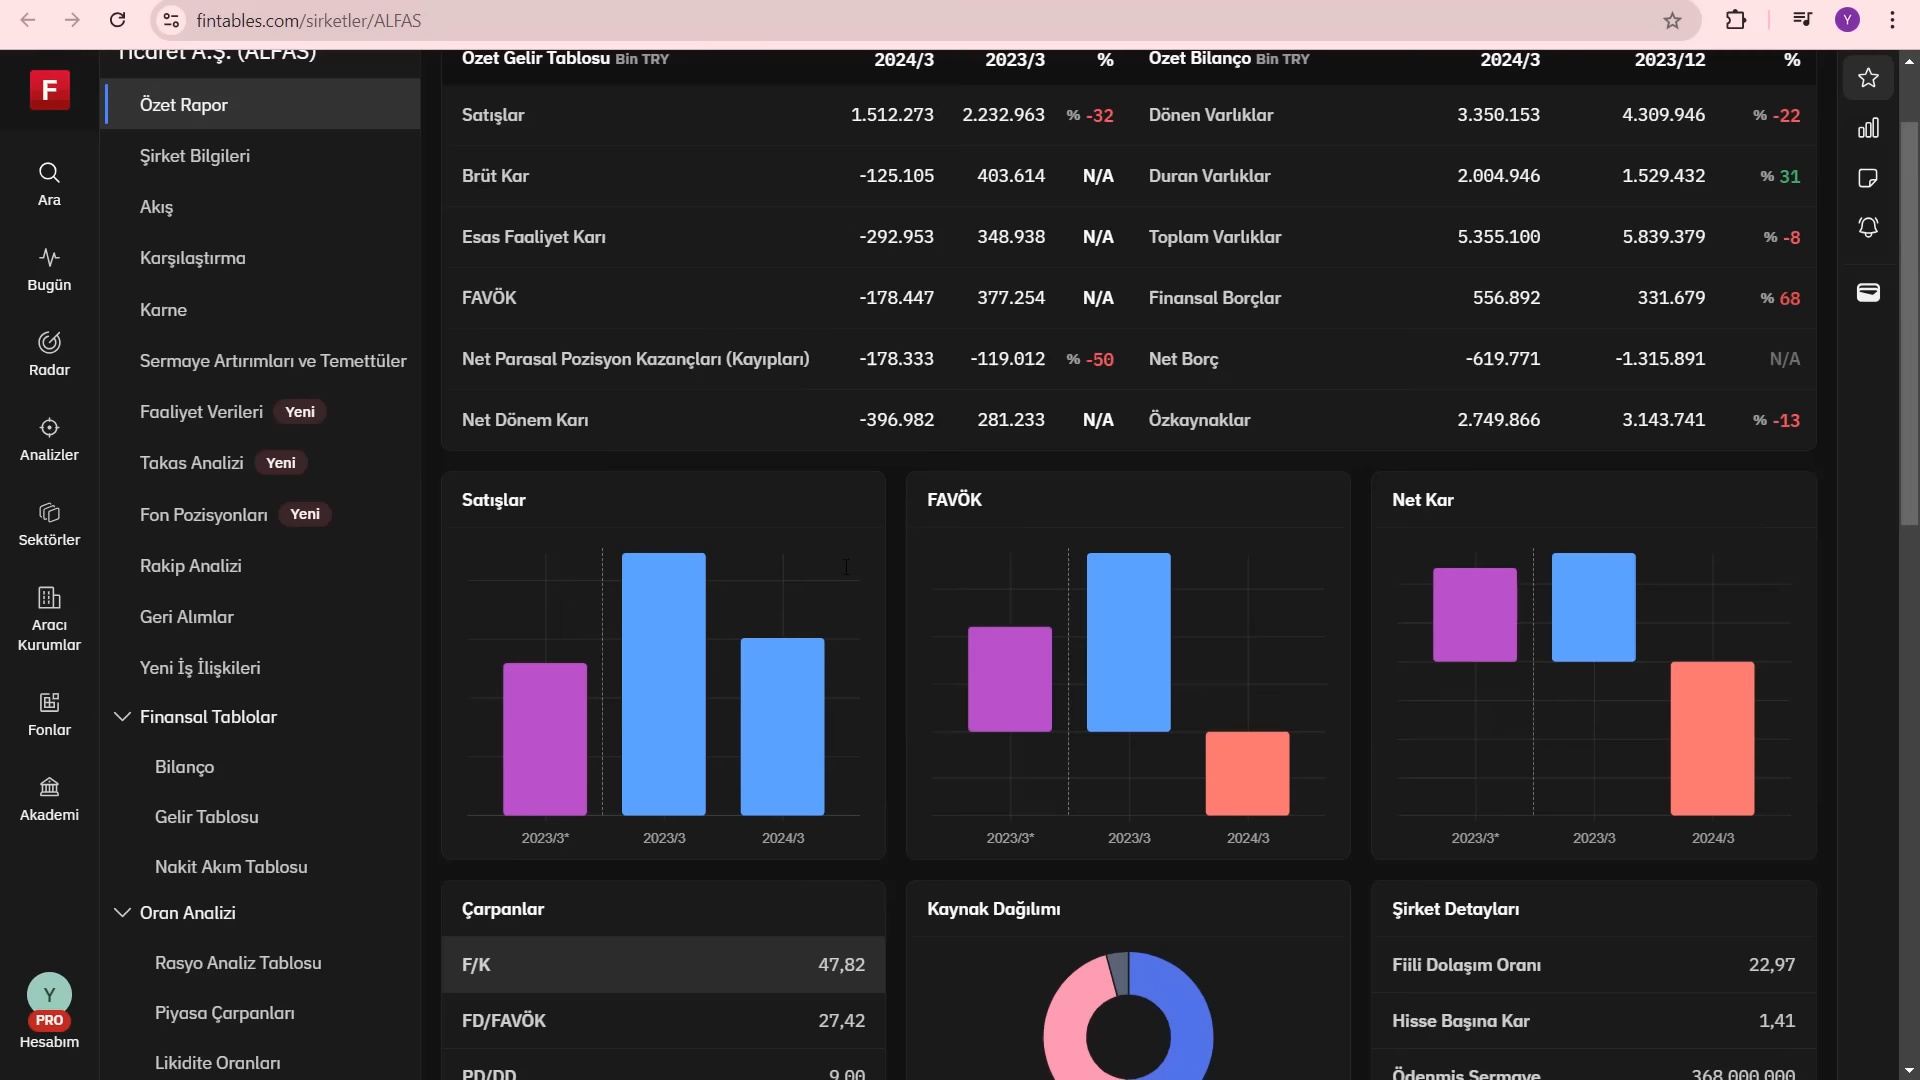 fintables.com/sirketler/ALFAS
Y
Ticaret A.Ş. (ALFAS)
F
Ara
Bugün
Radar
Analizler
Sektörler
Aracı
Kurumlar
Fonlar
Akademi
Y
PRO
Hesabım
Özet Rapor
Şirket Bilgileri
Akış
Karşılaştırma
Karne
Sermaye Artırımları ve Temettüler
Faaliyet Verileri Yeni
Takas Analizi Yeni
Fon Pozisyonları Yeni
Rakip Analizi
Geri Alımlar
Yeni İş İlişkileri
Finansal Tablolar
Bilanço
Gelir Tablosu
Nakit Akım Tablosu
Oran Analizi
Rasyo Analiz Tablosu
Piyasa Çarpanları
Likidite Oranları
Özet Gelir Tablosu Bin TRY 2024/3 2023/3 %
Satışlar 1.512.273 2.232.963 % -32
Brüt Kar -125.105 403.614 N/A
Esas Faaliyet Karı -292.953 348.938 N/A
FAVÖK -178.447 377.254 N/A
Net Parasal Pozisyon Kazançları (Kayıpları) -178.333 -119.012 % -50
Net Dönem Karı -396.982 281.233 N/A
Özet Bilanço Bin TRY 2024/3 2023/12 %
Dönen Varlıklar 3.350.153 4.309.946 % -22
Duran Varlıklar 2.004.946 1.529.432 % 31
Toplam Varlıklar 5.355.100 5.839.379 % -8
Finansal Borçlar 556.892 331.679 % 68
Net Borç -619.771 -1.315.891 N/A
Özkaynaklar 2.749.866 3.143.741 % -13
Satışlar
2023/3* 2023/3 2024/3
FAVÖK
2023/3* 2023/3 2024/3
Net Kar
2023/3* 2023/3 2024/3
Çarpanlar
F/K 47,82
FD/FAVÖK 27,42
PD/DD 9,00
Kaynak Dağılımı
Şirket Detayları
Fiili Dolaşım Oranı 22,97
Hisse Başına Kar 1,41
Ödenmiş Sermaye 368.000.000